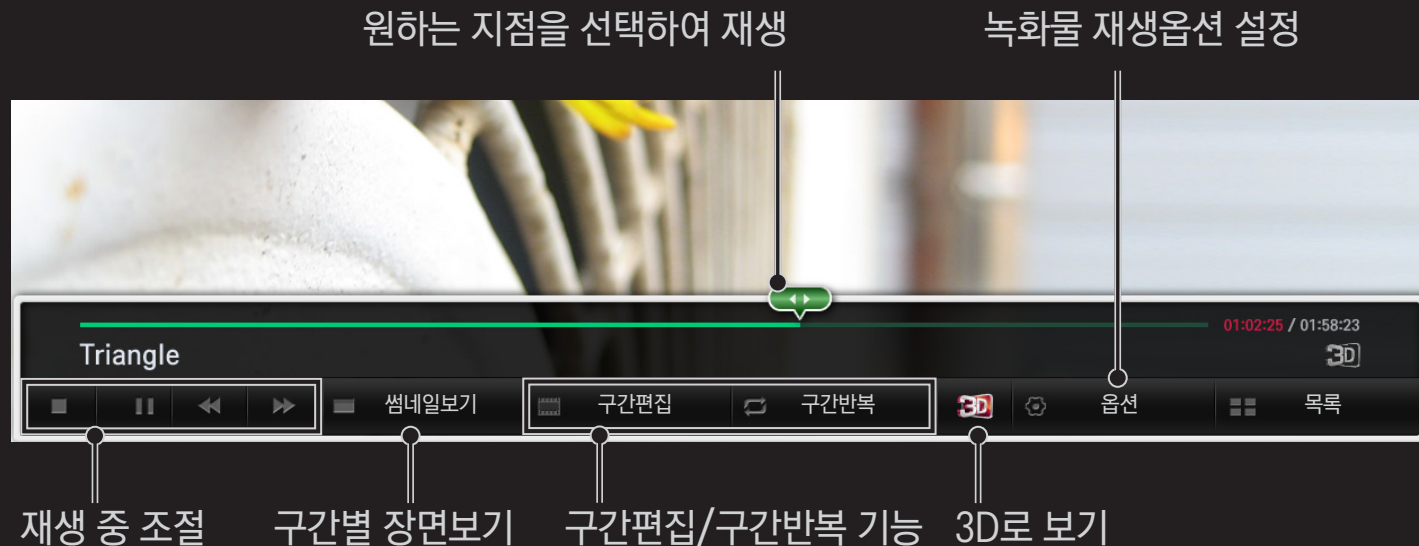 원하는 지점을 선택하여 재생
녹화물 재생옵션 설정
01:02:25 / 01:58:23
Triangle
3D
썸네일보기
구간편집
구간반복
3D
옵션
목록
재생 중 조절
구간별 장면보기
구간편집/구간반복 기능
3D로 보기